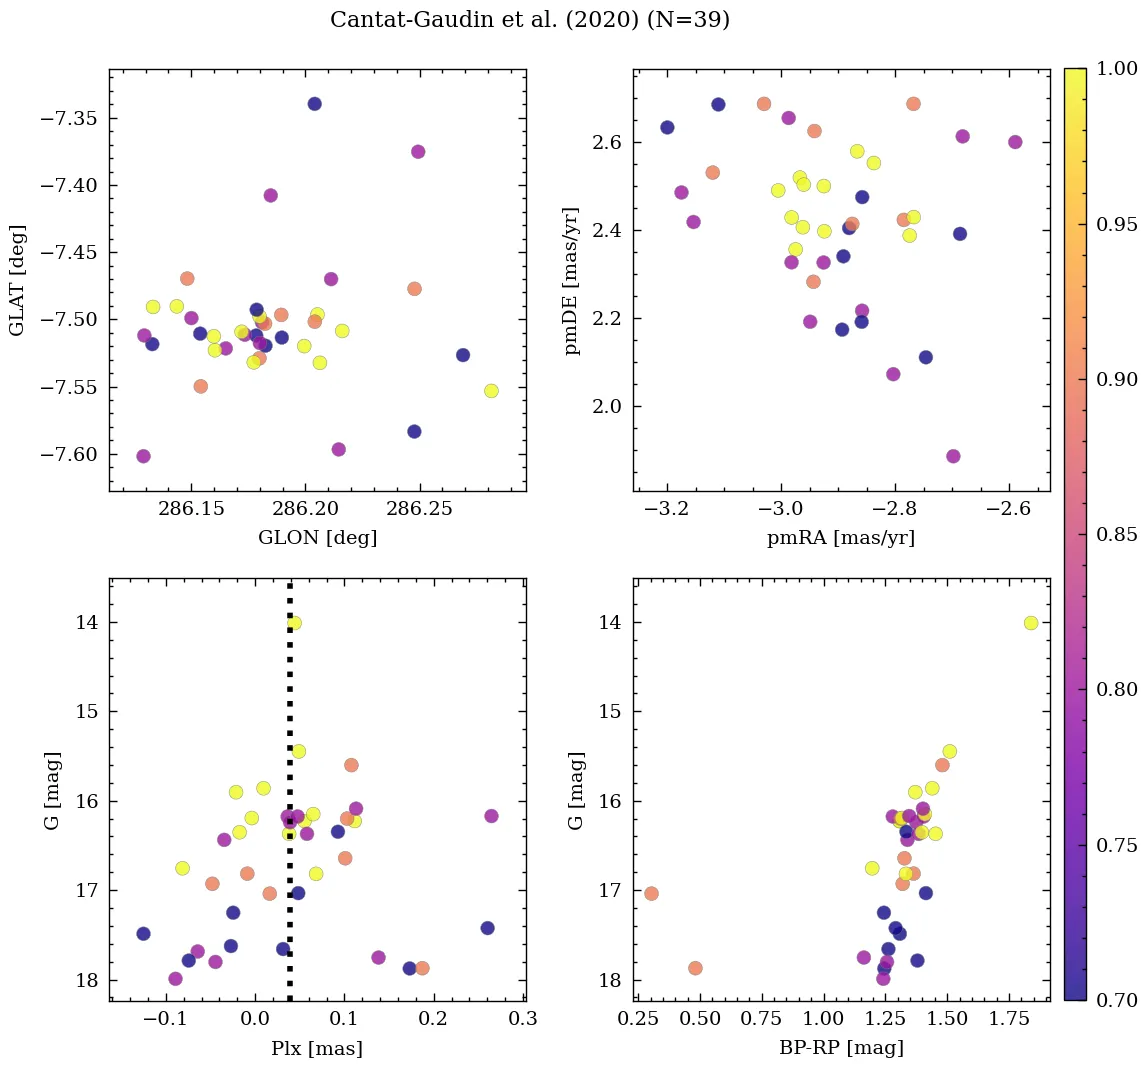 Cantat-Gaudin et al. (2020) (N=39)
−7.35
−7.40
−7.45
−7.50
−7.55
−7.60
GLAT [deg]
286.15 286.20 286.25
GLON [deg]
2.6
2.4
2.2
2.0
pmDE [mas/yr]
−3.2 −3.0 −2.8 −2.6
pmRA [mas/yr]
14
15
16
17
18
G [mag]
−0.1 0.0 0.1 0.2 0.3
Plx [mas]
14
15
16
17
18
G [mag]
0.25 0.50 0.75 1.00 1.25 1.50 1.75
BP-RP [mag]
1.00
0.95
0.90
0.85
0.80
0.75
0.70